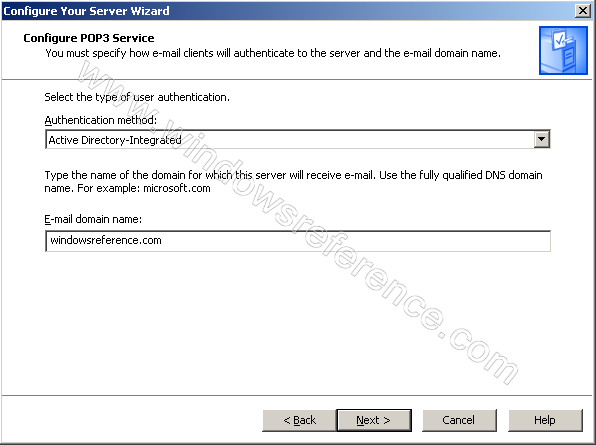 Configure Your Server Wizard
Configure POP3 Service
You must specify how e-mail clients will authenticate to the server and the e-mail domain name.
Select the type of user authentication.
Authentication method:
Active Directory-Integrated
Type the name of the domain for which this server will receive e-mail. Use the fully qualified DNS domain
name. For example: microsoft.com
E-mail domain name:
windowsreference.com
< Back
Next >
Cancel
Help
www.windowsreference.com